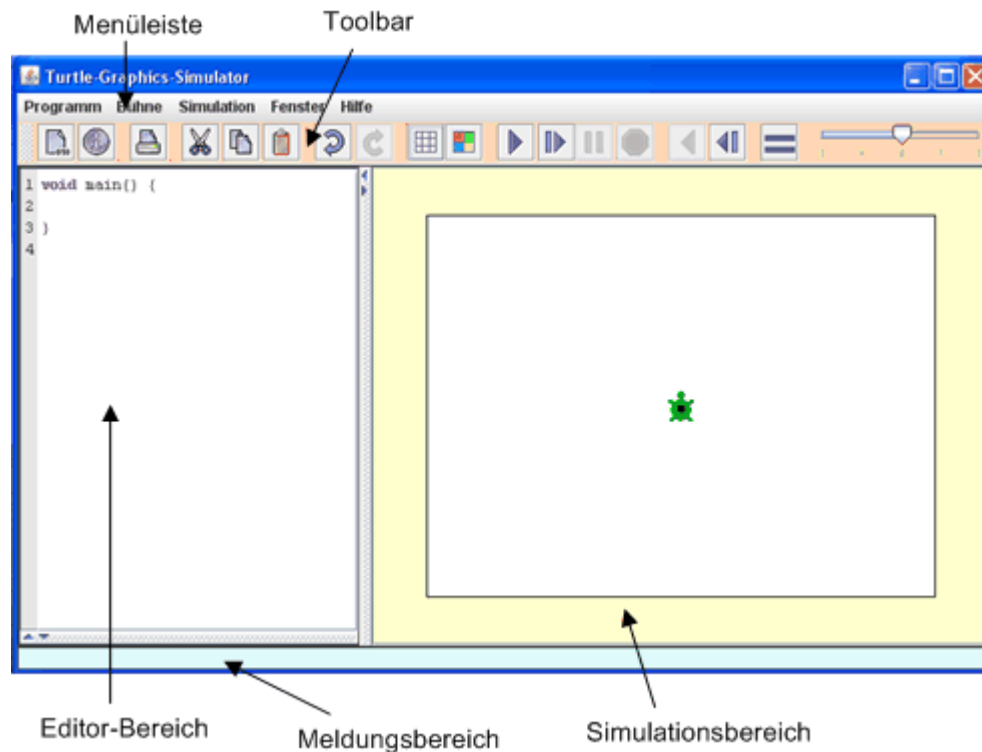 Menüleiste
Toolbar
Turtle-Graphics-Simulator
Programm Bühne Simulation Fenster Hilfe
1 void main() {
2
3 }
4
Editor-Bereich
Meldungsbereich
Simulationsbereich